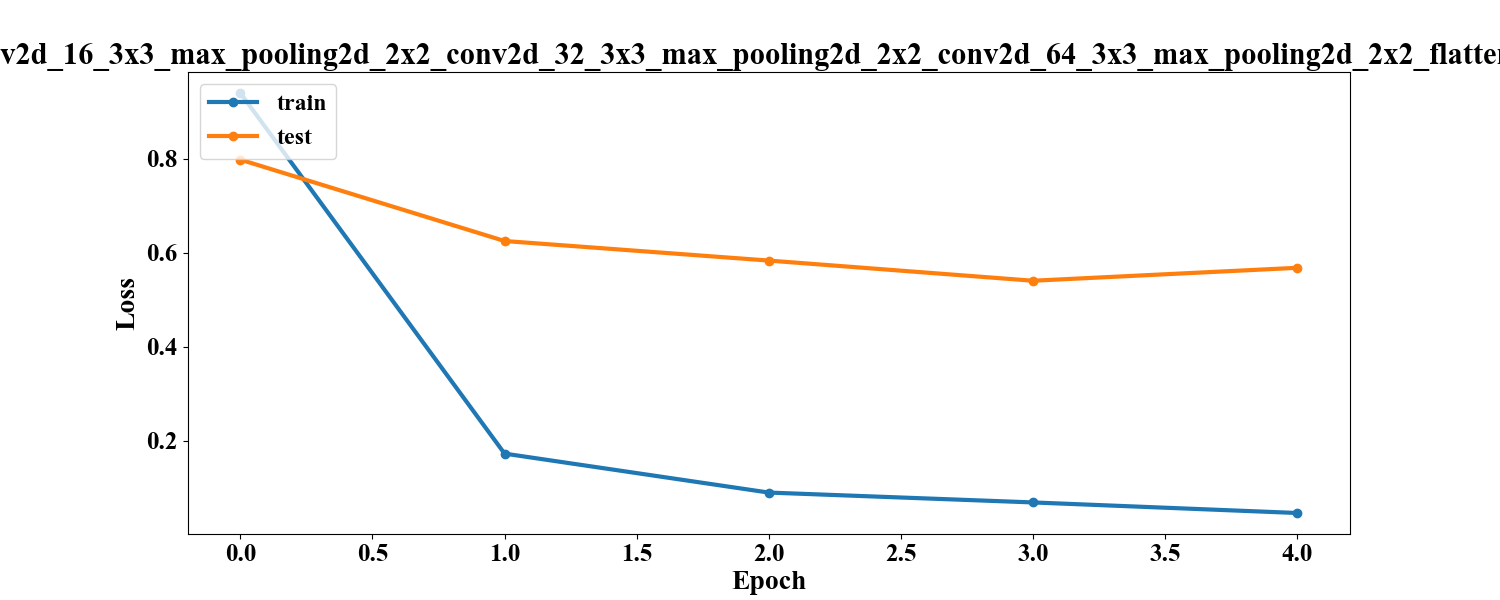 v2d_16_3x3_max_pooling2d_2x2_conv2d_32_3x3_max_pooling2d_2x2_conv2d_64_3x3_max_pooling2d_2x2_flatte
train
test
0.8
0.6
0.4
0.2
Loss
0.0 0.5 1.0 1.5 2.0 2.5 3.0 3.5 4.0
Epoch